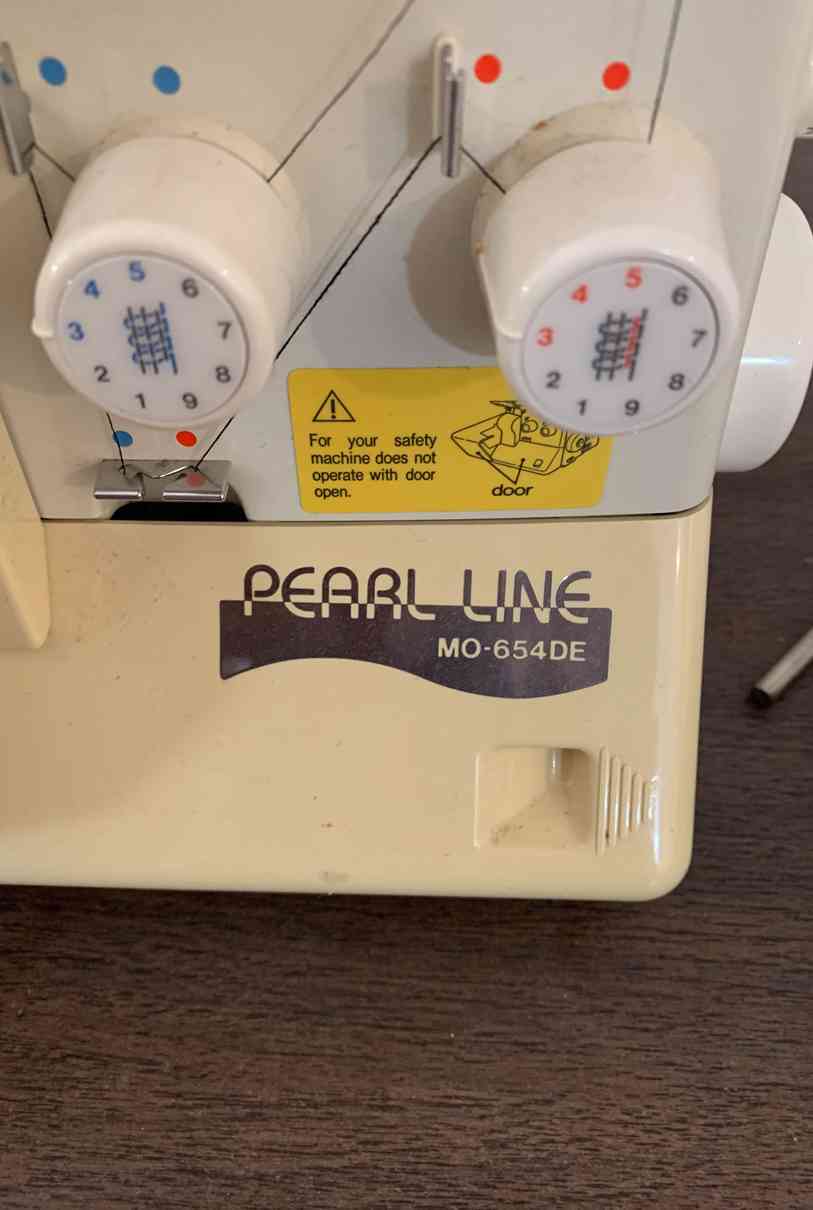 5
4 6
3 7
2 8
1 9
5
4 6
3 7
2 8
1 9
For your safety
machine does not
operate with door
open.
door
PEARL LINE
MO-654DE